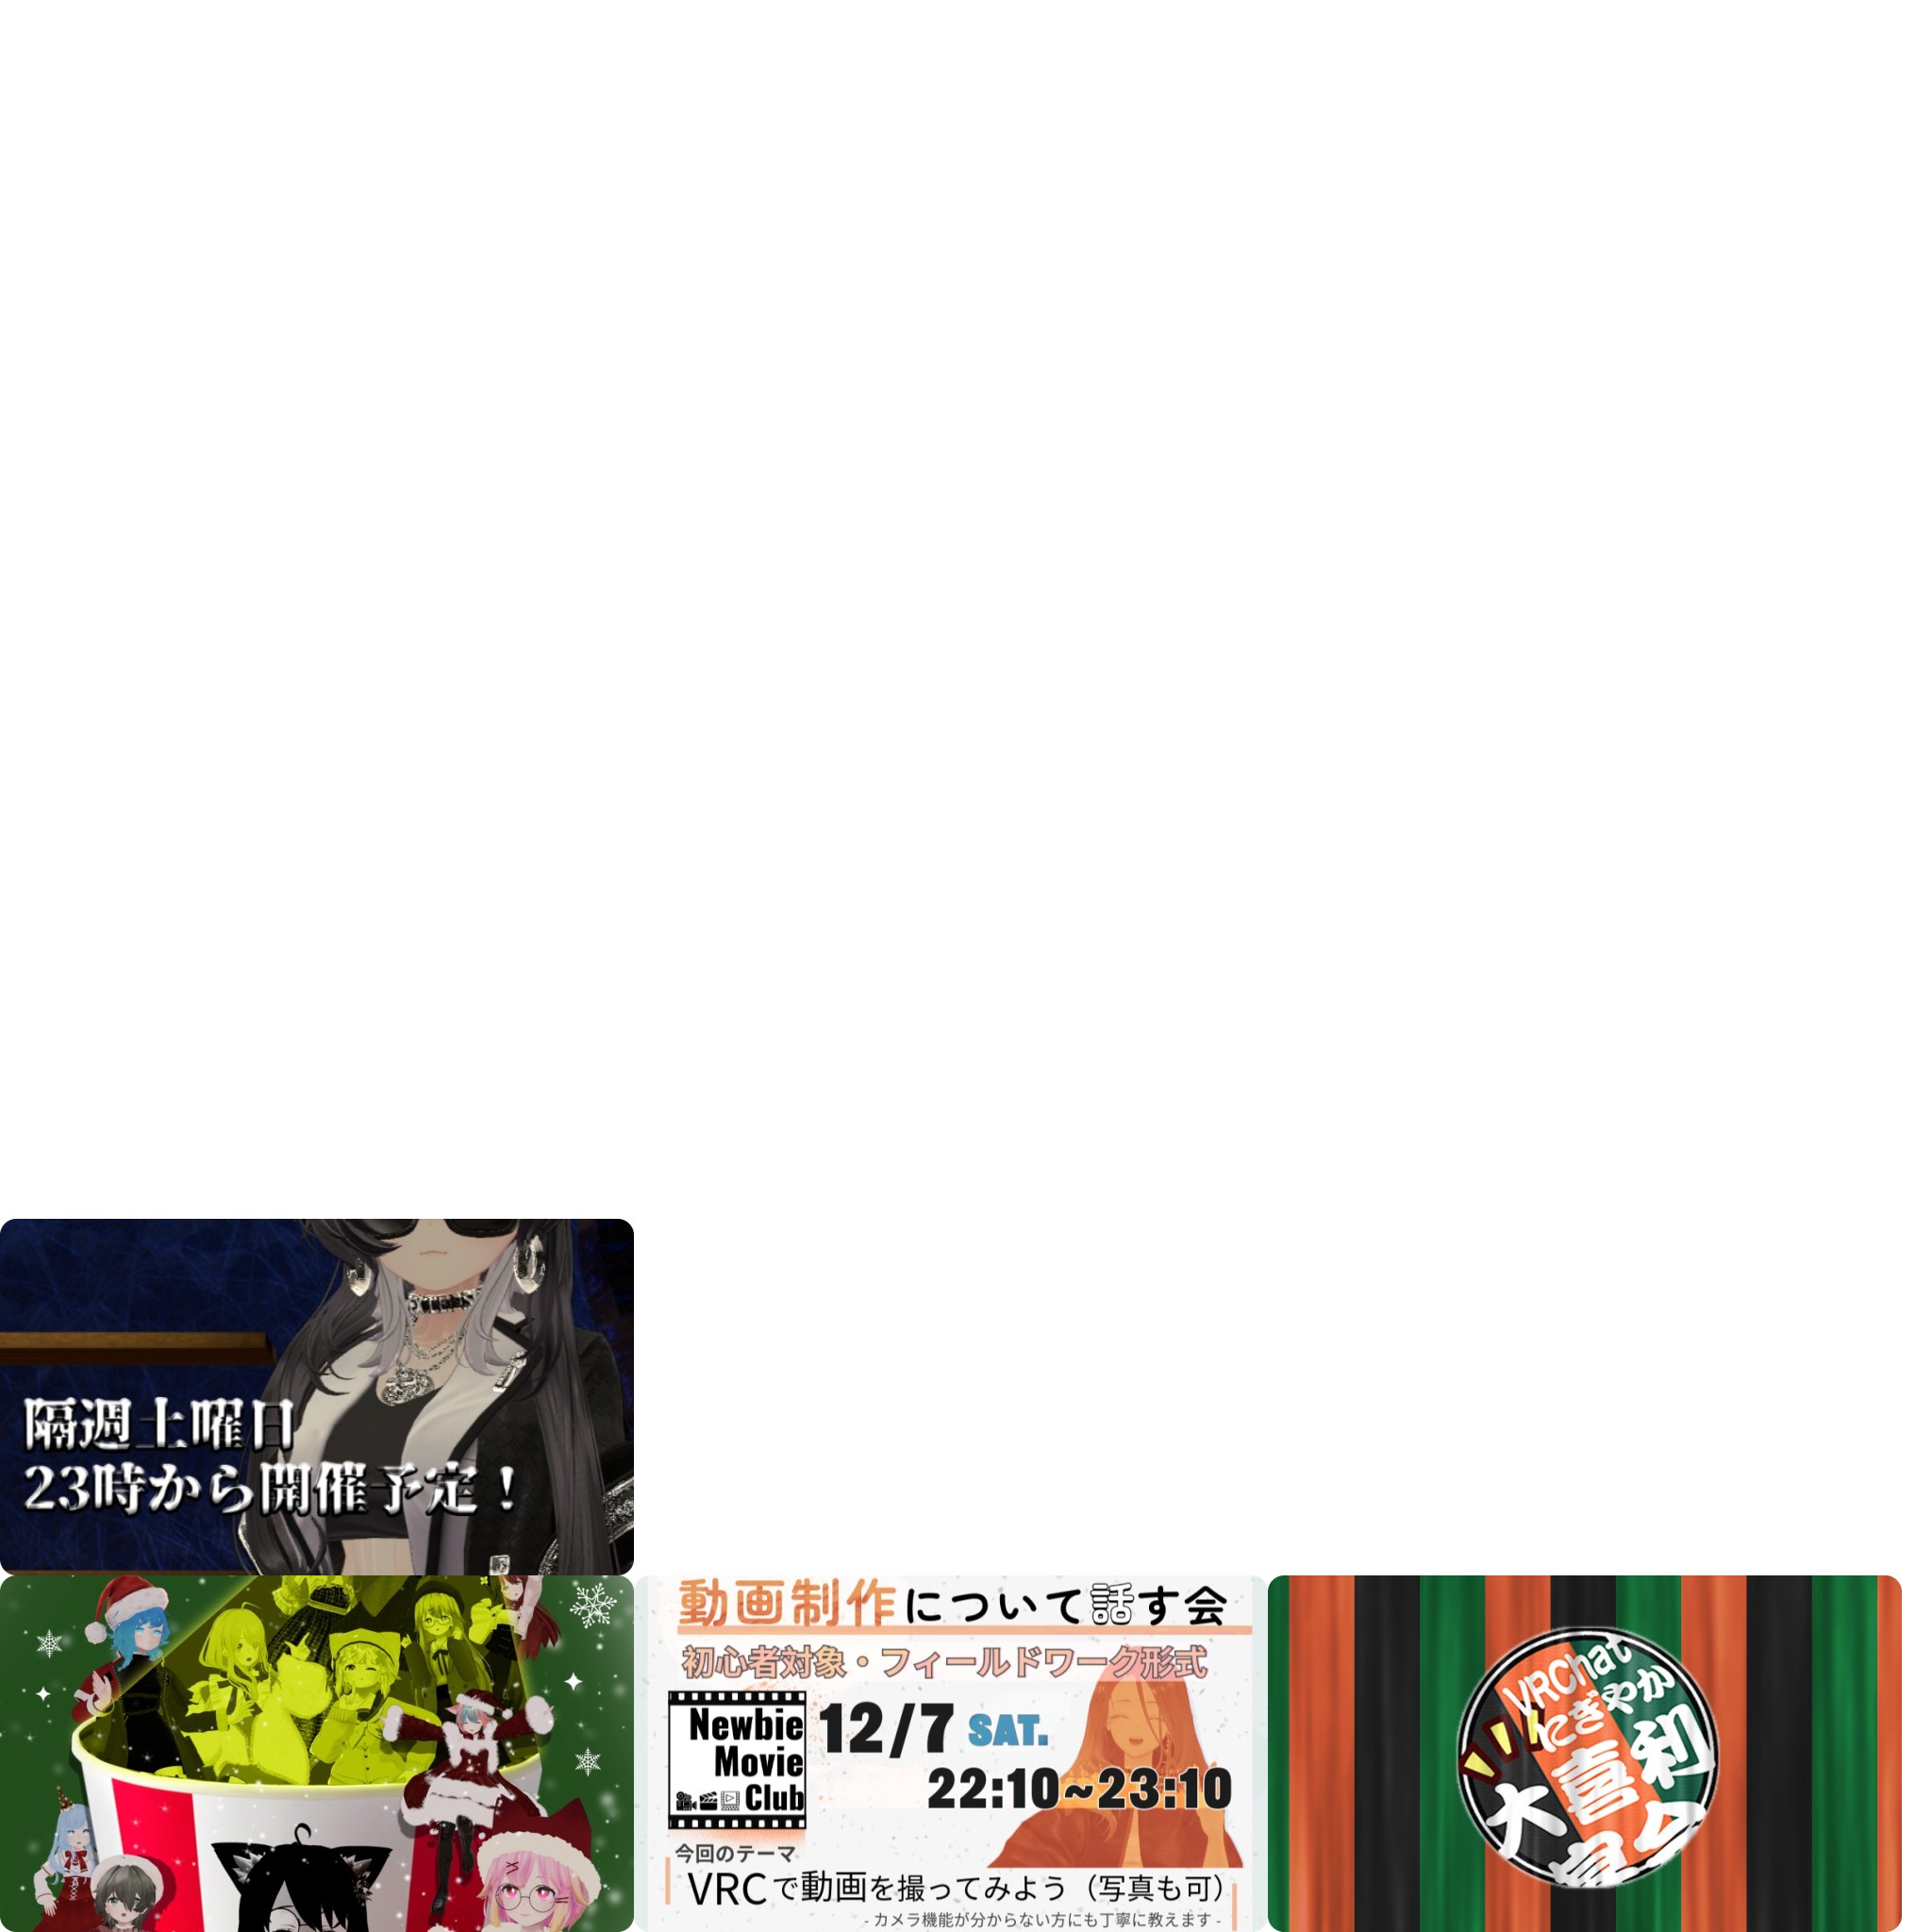 隔週土曜日
23時から開催予定！
動画制作について話す会
初心者対象・フィールドワーク形式
Newbie
Movie
Club
12/7 SAT.
22:10~23:10
今回のテーマ
VRCで動画を撮ってみよう（写真も可）
- カメラ機能が分からない方にも丁寧に教えます -
VRChat
にぎやか
大喜利